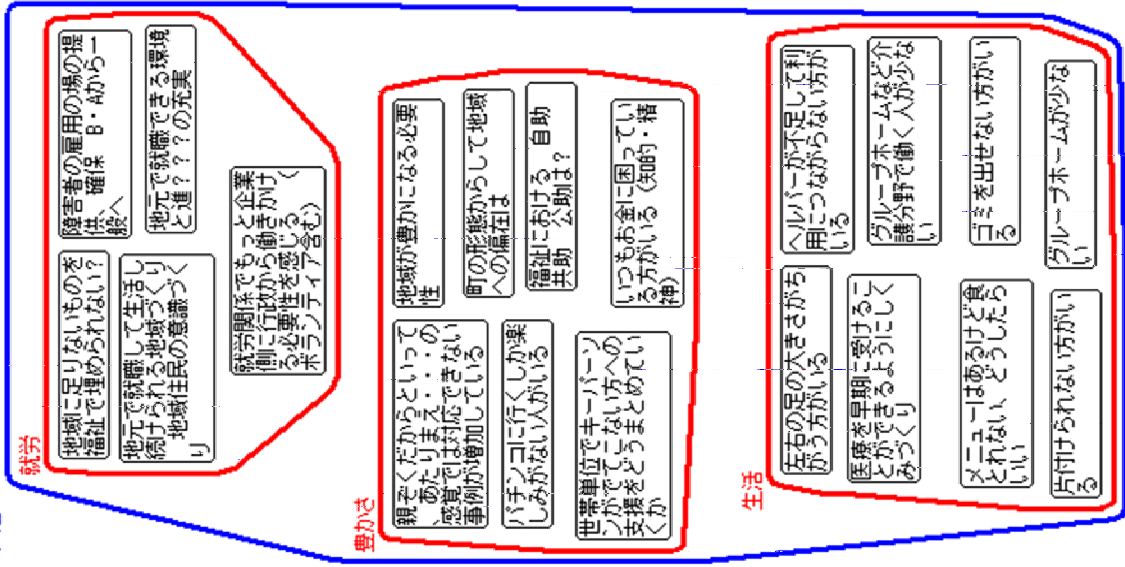 就労
地域に足りないものを
福祉で埋められない？
障害者の雇用の場の提
供、確保　B・Aから一
般へ
地元で就職して生活し
続けられる地域づくり
地域住民の意識づく
り
地元で就職できる環境
と進？？？の充実
就労関係でもっと企業
側に行政から働きかけ
る必要性を感じる（
ボランティア含む）
豊かさ
親ぞくだからといって
、あたりまえ・・・の
感覚では対応できない
事例が増加している
地域が豊かになる必要
性
パチンコに行くしか楽
しみがない人がいる
町の形態からして地域
への偏在は
福祉における　自助
共助　公助は？
世帯単位でキーパーソ
ンがでてこない方への
支援をどうまとめてい
くか
いつもお金に困ってい
る方がいる（知的・精
神）
生活
左右の足の大きさがち
がう方がいる
ヘルパーが不足して利
用につながらない方が
いる
医療を早期に受けるこ
とができるようにしく
みづくり
グループホームなど介
護分野で働く人が少な
い
メニューはあるけど食
とれない、どうしたら
いい
ゴミを出せない方がい
る
片付けられない方がい
る
グループホームが少な
い